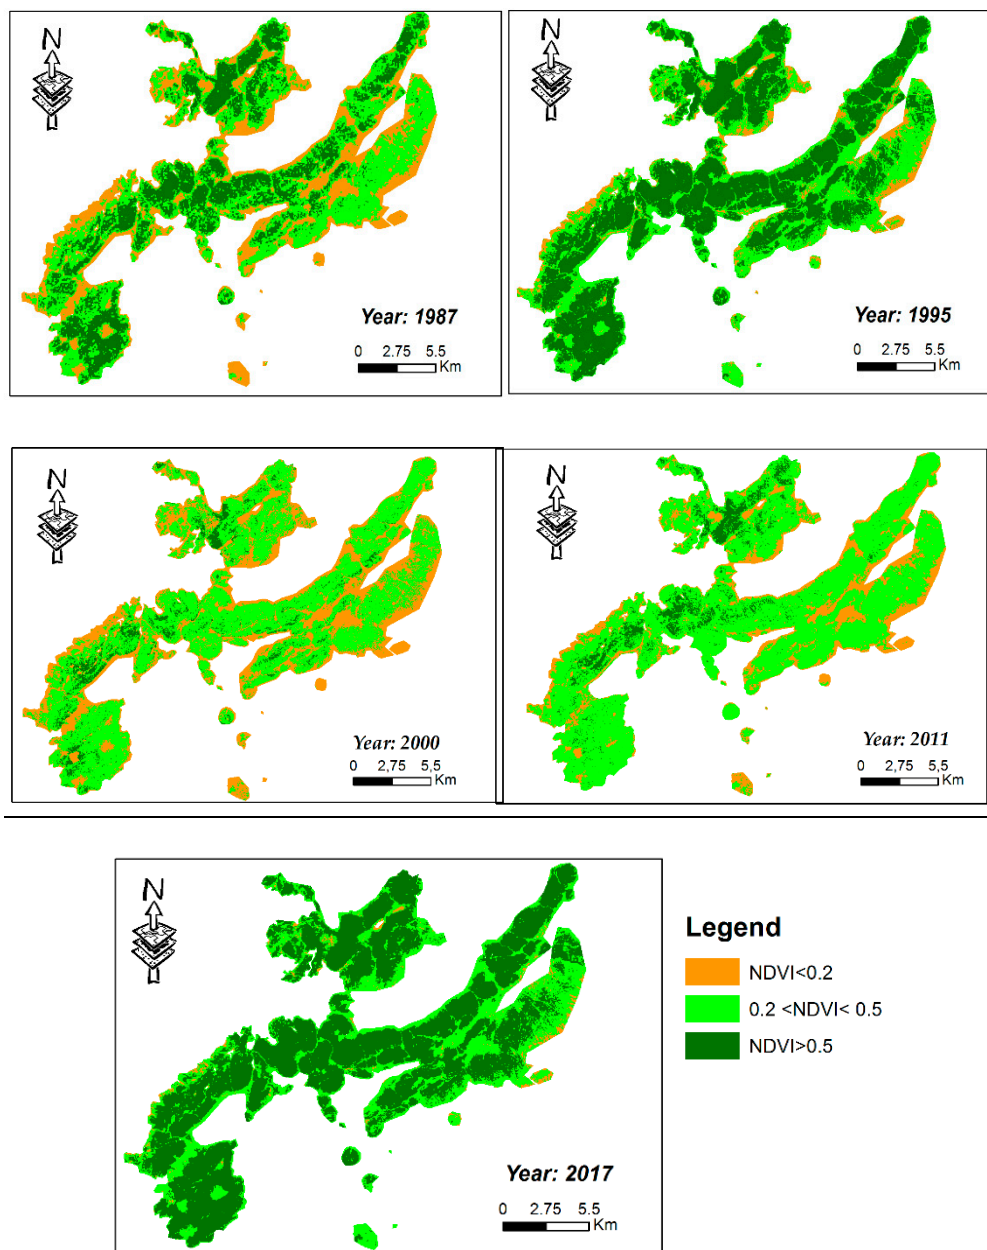 N
Year: 1987
0 2.75 5.5
Km
N
Year: 1995
0 2.75 5.5
Km
N
Year: 2000
0 2,75 5,5
Km
N
Year: 2011
0 2.75 5.5
Km
N
Year: 2017
0 2.75 5.5
Km
Legend
NDVI<0.2
0.2 <NDVI< 0.5
NDVI>0.5